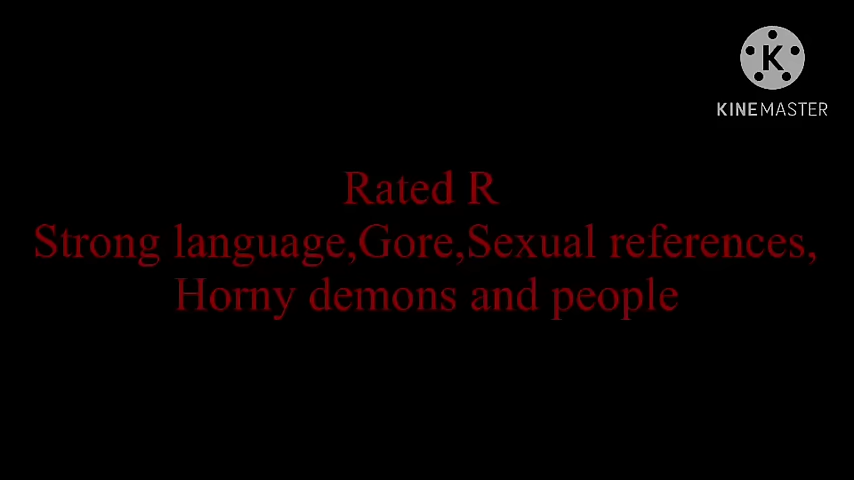 KINEMASTER
Rated R
Strong language,Gore,Sexual references,
Horny demons and people